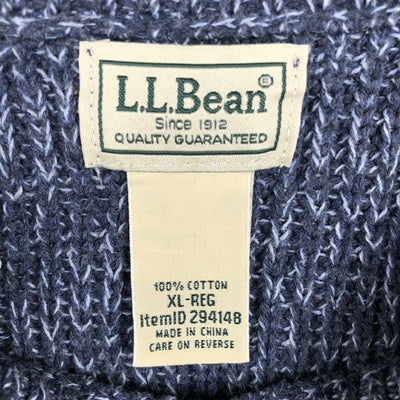 L.L.Bean®
Since 1912
QUALITY GUARANTEED
100% COTTON
XL-REG
ItemID 294148
MADE IN CHINA
CARE ON REVERSE